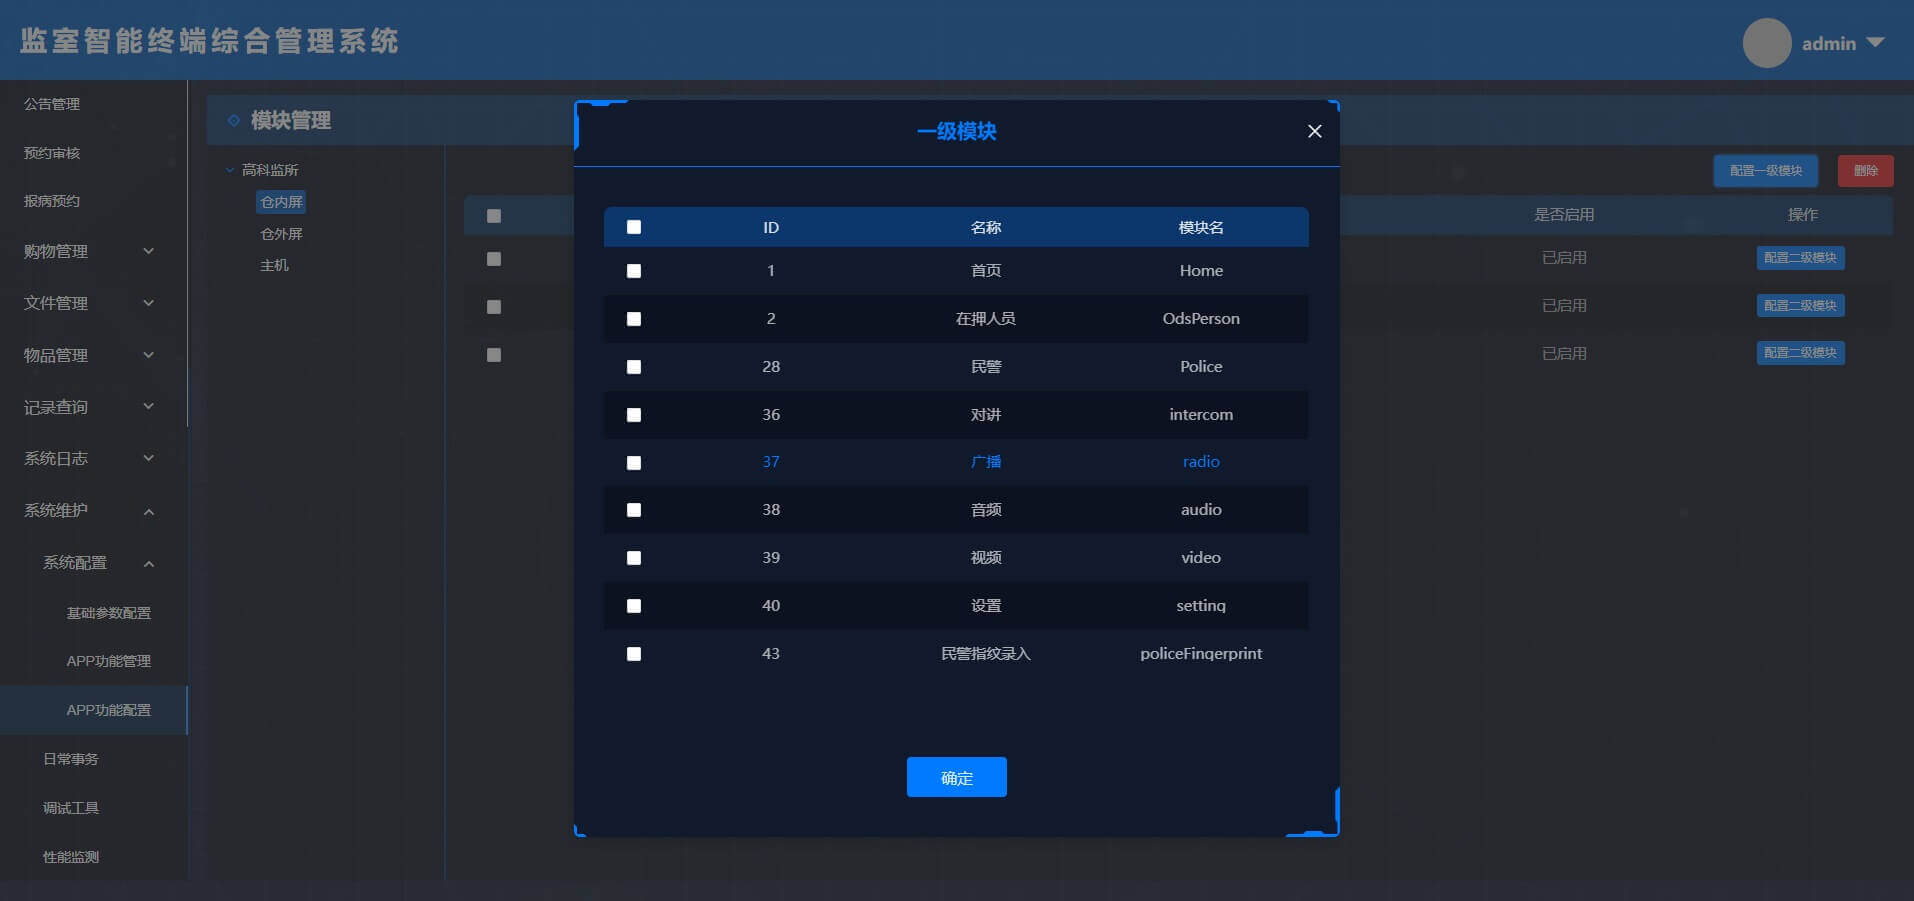 监室智能终端综合管理系统
admin
公告管理
预约审核
报病预约
购物管理
文件管理
物品管理
记录查询
系统日志
系统维护
系统配置
基础参数配置
APP功能管理
APP功能配置
日常事务
调试工具
性能监测
模块管理
高科监所
仓内屏
仓外屏
主机
配置一级模块 删除
是否启用 操作
已启用 配置二级模块
已启用 配置二级模块
已启用 配置二级模块
一级模块
ID 名称 模块名
1 首页 Home
2 在押人员 OdsPerson
28 民警 Police
36 对讲 intercom
37 广播 radio
38 音频 audio
39 视频 video
40 设置 setting
43 民警指纹录入 policeFingerprint
确定